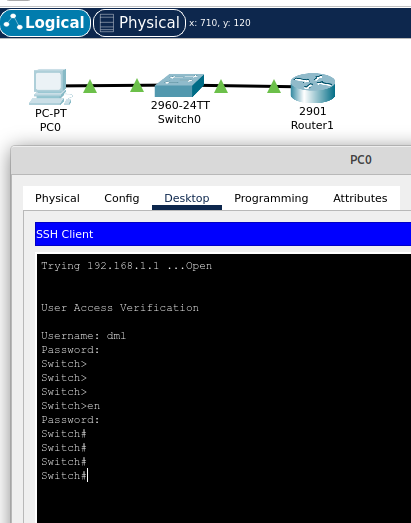 Logical Physical x: 710, y: 120
PC-PT
PC0
2960-24TT
Switch0
2901
Router1
PC0
Physical Config Desktop Programming Attributes
SSH Client
Trying 192.168.1.1 ...Open
User Access Verification
Username: dml
Password:
Switch>
Switch>
Switch>
Switch>en
Password:
Switch#
Switch#
Switch#
Switch#